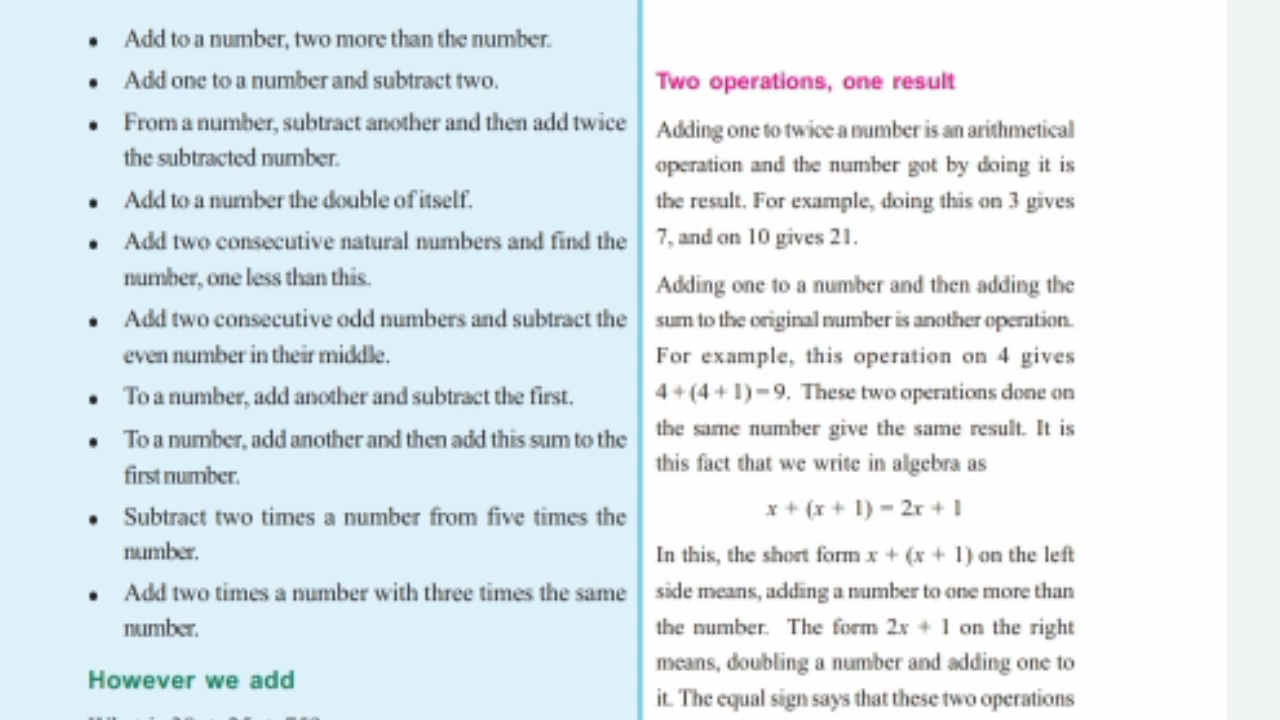 • Add to a number, two more than the number.
• Add one to a number and subtract two.
• From a number, subtract another and then add twice
the subtracted number.
• Add to a number the double of itself.
• Add two consecutive natural numbers and find the
number, one less than this.
• Add two consecutive odd numbers and subtract the
even number in their middle.
• To a number, add another and subtract the first.
• To a number, add another and then add this sum to the
first number.
• Subtract two times a number from five times the
number.
• Add two times a number with three times the same
number.
However we add
Two operations, one result
Adding one to twice a number is an arithmetical
operation and the number got by doing it is
the result. For example, doing this on 3 gives
7, and on 10 gives 21.
Adding one to a number and then adding the
sum to the original number is another operation.
For example, this operation on 4 gives
4 + (4 + 1) = 9. These two operations done on
the same number give the same result. It is
this fact that we write in algebra as
x + (x + 1) = 2x + 1
In this, the short form x + (x + 1) on the left
side means, adding a number to one more than
the number. The form 2x + 1 on the right
means, doubling a number and adding one to
it. The equal sign says that these two operations